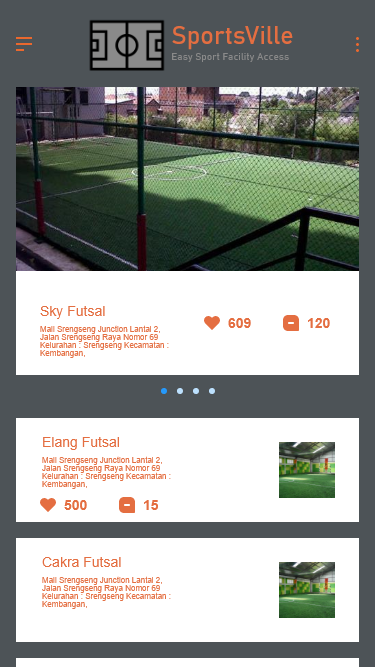 SportsVille
Easy Sport Facility Access
Sky Futsal
Mall Srengseng Junction Lantai 2,
Jalan Srengseng Raya Nomor 69
Kelurahan : Srengseng Kecamatan :
Kembangan,
609
120
Elang Futsal
Mall Srengseng Junction Lantai 2,
Jalan Srengseng Raya Nomor 69
Kelurahan : Srengseng Kecamatan :
Kembangan,
500
15
Cakra Futsal
Mall Srengseng Junction Lantai 2,
Jalan Srengseng Raya Nomor 69
Kelurahan : Srengseng Kecamatan :
Kembangan,